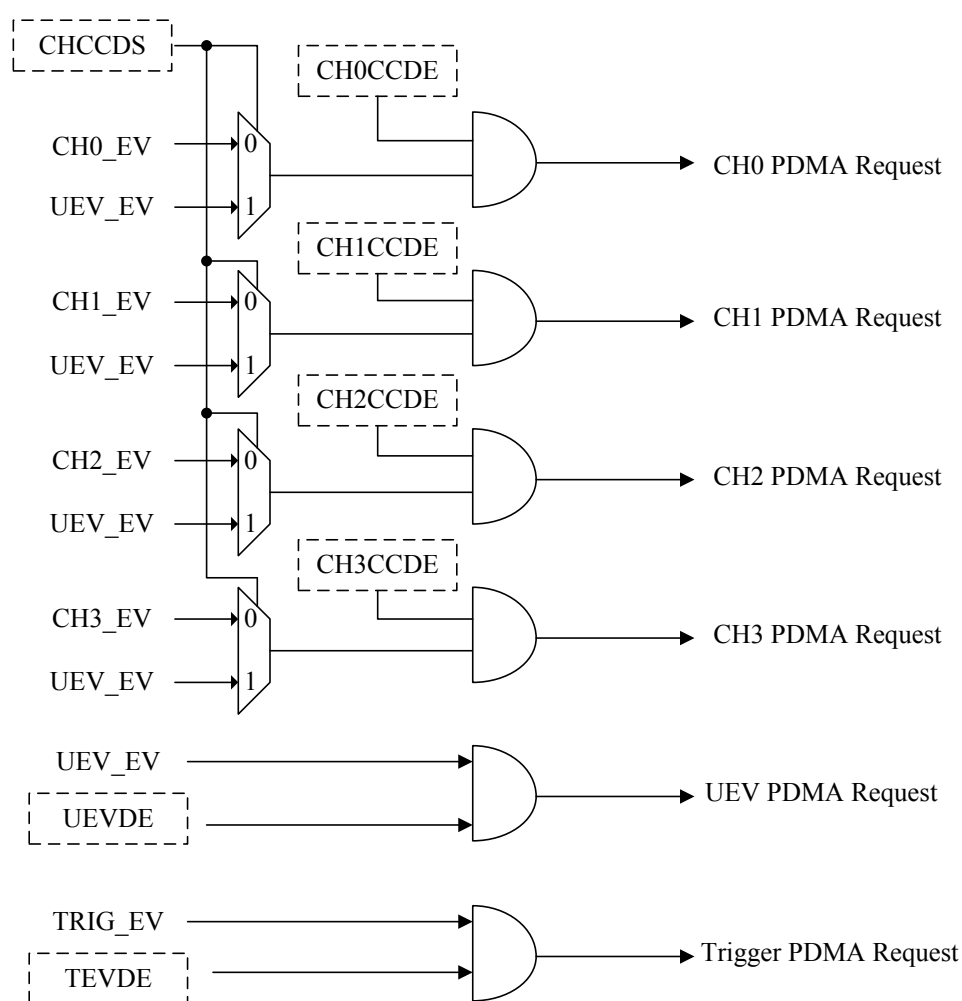 CHCCDS
CH0CCDE
CH0_EV
0
CH0 PDMA Request
UEV_EV
1
CH1CCDE
CH1_EV
0
CH1 PDMA Request
UEV_EV
1
CH2CCDE
CH2_EV
0
CH2 PDMA Request
UEV_EV
1
CH3CCDE
CH3_EV
0
CH3 PDMA Request
UEV_EV
1
UEV_EV
UEV PDMA Request
UEVDE
TRIG_EV
Trigger PDMA Request
TEVDE